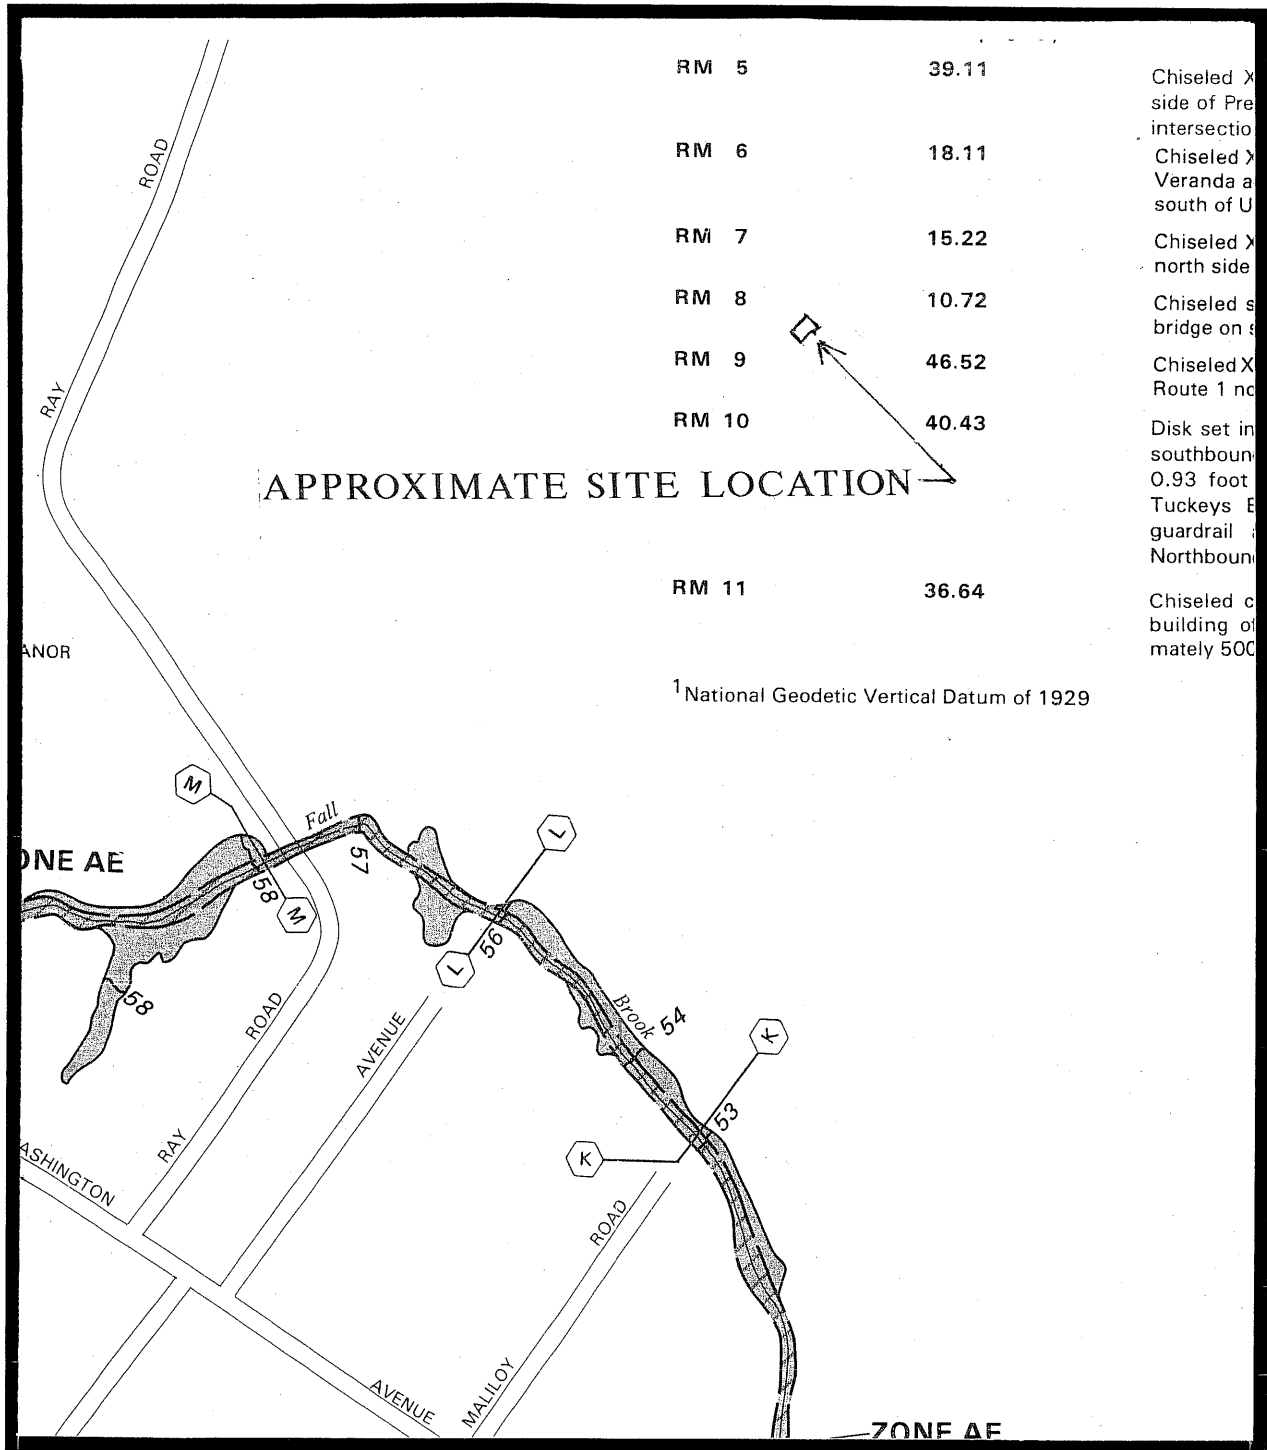 RM 5 39.11
Chiseled X
side of Pre
intersectio
RM 6 18.11
Chiseled X
Veranda a
south of U
RM 7 15.22
Chiseled X
north side
RM 8 10.72
Chiseled s
bridge on s
RM 9 46.52
Chiseled X
Route 1 no
RM 10 40.43
Disk set in
southboun
0.93 foot
Tuckeys B
guardrail
Northboun
APPROXIMATE SITE LOCATION
RM 11 36.64
Chiseled c
building of
mately 500
1 National Geodetic Vertical Datum of 1929
ROAD
RAY
ANOR
M
Fall
57
L
ONE AE
58
M
56
L
58
Brook
54
ROAD
AVENUE
K
53
K
RAY
ASHINGTON
ROAD
AVENUE
MALILOY
ZONE AE